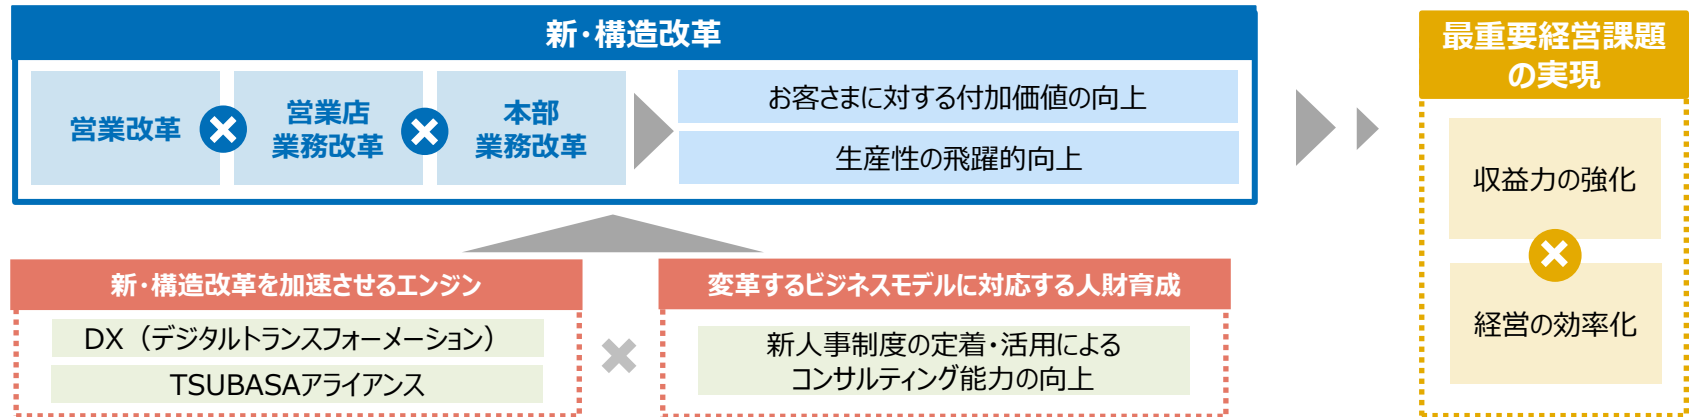 新・構造改革
営業改革
営業店
業務改革
本部
業務改革
お客さまに対する付加価値の向上
生産性の飛躍的向上
最重要経営課題
の実現
収益力の強化
経営の効率化
新・構造改革を加速させるエンジン
DX（デジタルトランスフォーメーション）
TSUBASAアライアンス
変革するビジネスモデルに対応する人財育成
新人事制度の定着・活用による
コンサルティング能力の向上